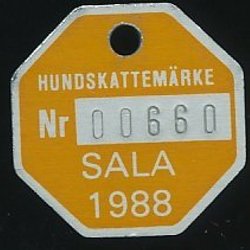 HUNDSKATTEMÄRKE
Nr 00660
SALA
1988